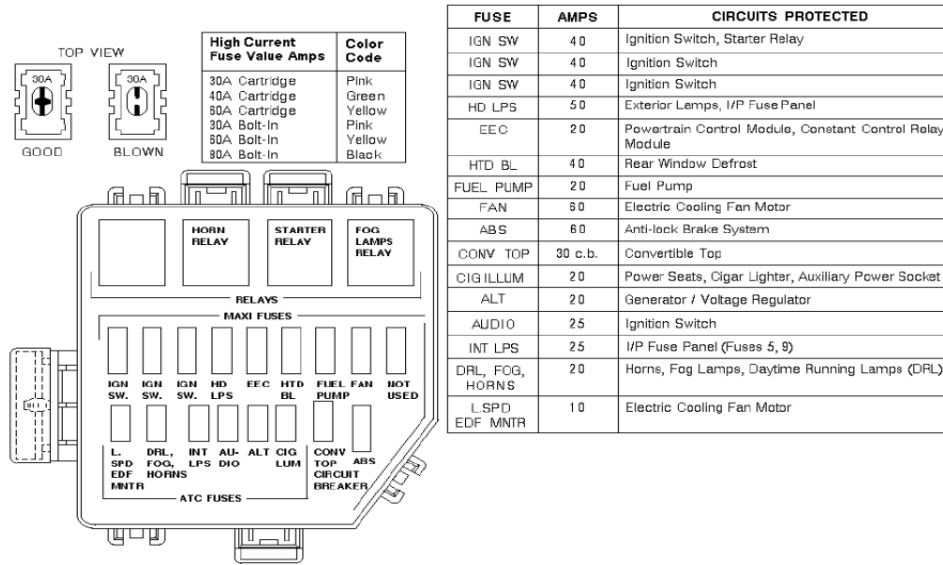 TOP VIEW
30A
30A
GOOD
BLOWN
High Current Color
Fuse Value Amps Code
30A Cartridge Pink
40A Cartridge Green
60A Cartridge Yellow
30A Bolt-In Pink
60A Bolt-In Yellow
80A Bolt-In Black
HORN
RELAY
STARTER
RELAY
FOG
LAMPS
RELAY
RELAYS
MAXI FUSES
IGN
SW.
IGN
SW.
IGN
SW.
HD
LPS
EEC
HTD
BL
FUEL
PUMP
FAN
NOT
USED
L.
SPD
EDF
MNTR
DRL,
FOG,
HORNS
INT
LPS
AU-
DIO
ALT
CIG
LUM
CONV
TOP
CIRCUIT
BREAKER
ABS
ATC FUSES
FUSE AMPS CIRCUITS PROTECTED
IGN SW 40 Ignition Switch, Starter Relay
IGN SW 40 Ignition Switch
IGN SW 40 Ignition Switch
HD LPS 50 Exterior Lamps, I/P Fuse Panel
EEC 20 Powertrain Control Module, Constant Control Relay
Module
HTD BL 40 Rear Window Defrost
FUEL PUMP 20 Fuel Pump
FAN 60 Electric Cooling Fan Motor
ABS 60 Anti-lock Brake System
CONV TOP 30 c.b. Convertible Top
CIG ILLUM 20 Power Seats, Cigar Lighter, Auxiliary Power Socket
ALT 20 Generator / Voltage Regulator
AUDIO 25 Ignition Switch
INT LPS 25 I/P Fuse Panel (Fuses 5, 9)
DRL, FOG, 20 Horns, Fog Lamps, Daytime Running Lamps (DRL)
HORNS
L.SPD 10 Electric Cooling Fan Motor
EDF MNTR